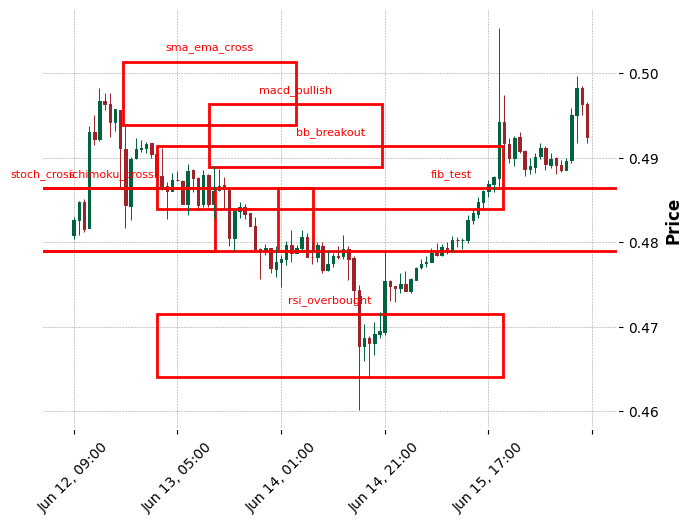 sma_ema_cross
0.50
macd_bullish
bb_breakout
0.49
stoch_cross
ichimoku_cross
fib_test
0.48
rsi_overbought
0.47
0.46
Price
Jun 12, 09:00
Jun 13, 05:00
Jun 14, 01:00
Jun 14, 21:00
Jun 15, 17:00